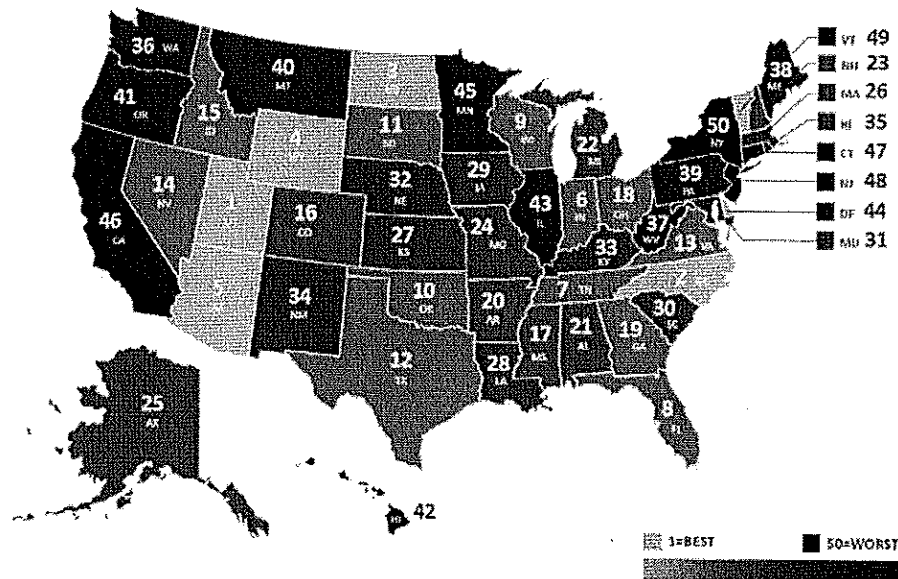 36 WA
40
MT
45
MN
38
ME
VT 49
NH 23
MA 26
RI 35
CT 47
NJ 48
DE 44
MD 31
41
OR
15
ID
4
11
SD
9
22
MI
50
NY
39
PA
14
NV
1
16
CO
32
NE
29
IA
43
IL
6
IN
18
OH
37
WV
13 VA
46
CA
27
KS
24
MO
33
KY
7 TN
2
34
NM
10
OK
20
AR
17
MS
21
AL
19
GA
30
SC
12
TX
28
LA
8
FL
25
AK
HI 42
1=BEST
50=WORST